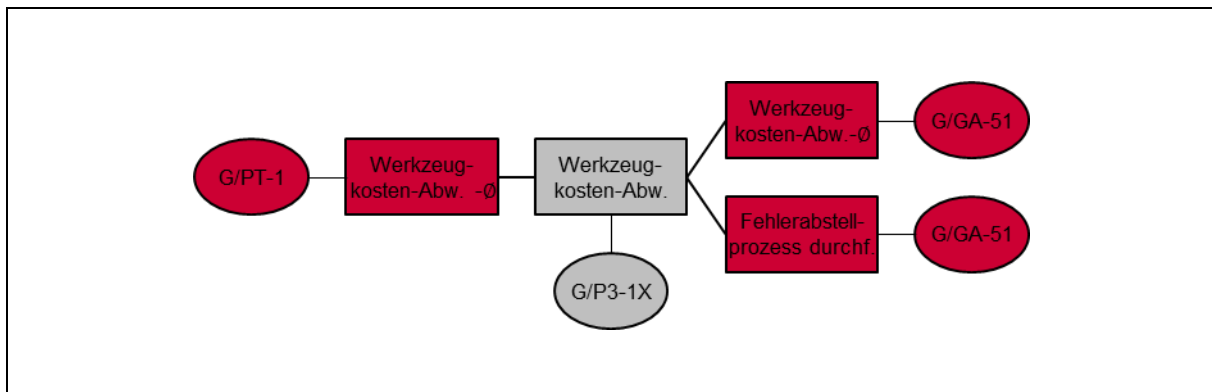 G/PT-1
Werkzeug-
kosten-Abw. -Ø
Werkzeug-
kosten-Abw.
G/P3-1X
Werkzeug-
kosten-Abw.-Ø
G/GA-51
Fehlerabstell-
prozess durchf.
G/GA-51